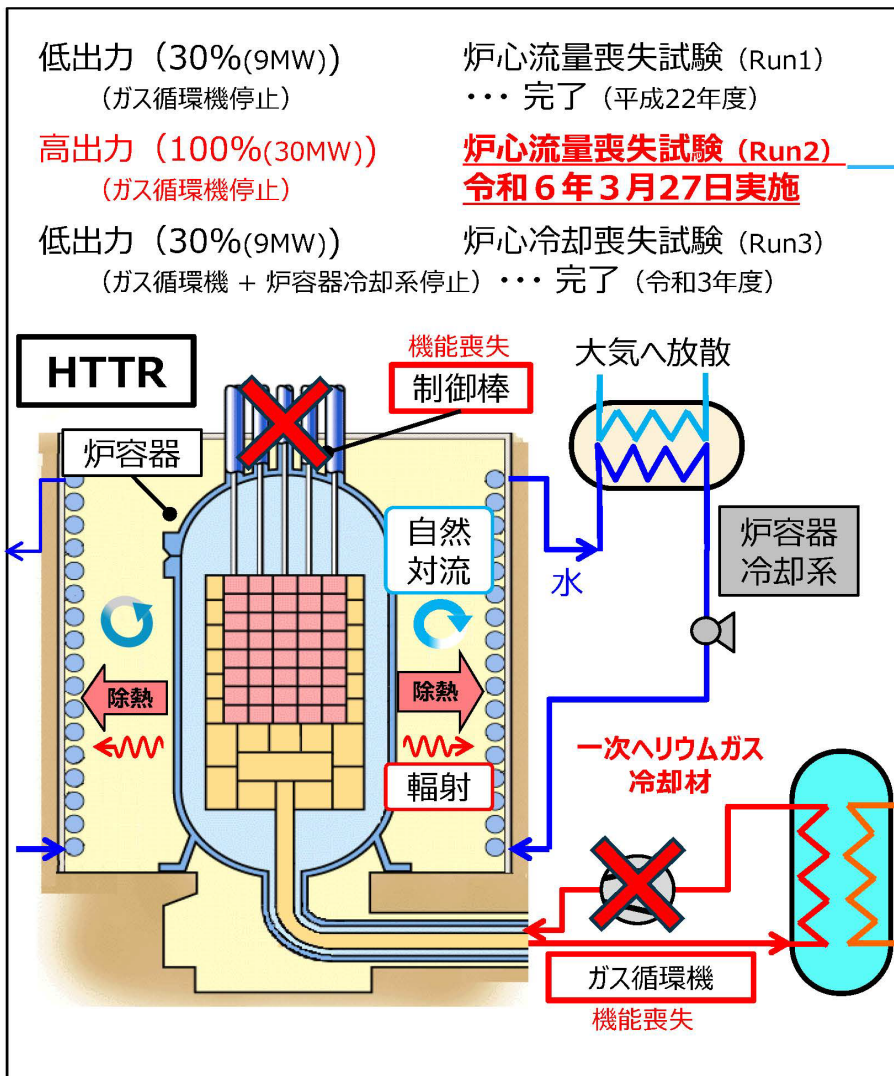 低出力（30%(9MW)）
（ガス循環機停止）
炉心流量喪失試験（Run1）
・・・ 完了（平成22年度）
高出力（100%(30MW)）
（ガス循環機停止）
炉心流量喪失試験（Run2）
令和６年３月27日実施
低出力（30%(9MW)）
（ガス循環機 + 炉容器冷却系停止）
炉心冷却喪失試験（Run3）
・・・ 完了（令和3年度）
HTTR
機能喪失
制御棒
大気へ放散
炉容器
自然
対流
水
炉容器
冷却系
除熱
除熱
輻射
一次ヘリウムガス
冷却材
ガス循環機
機能喪失